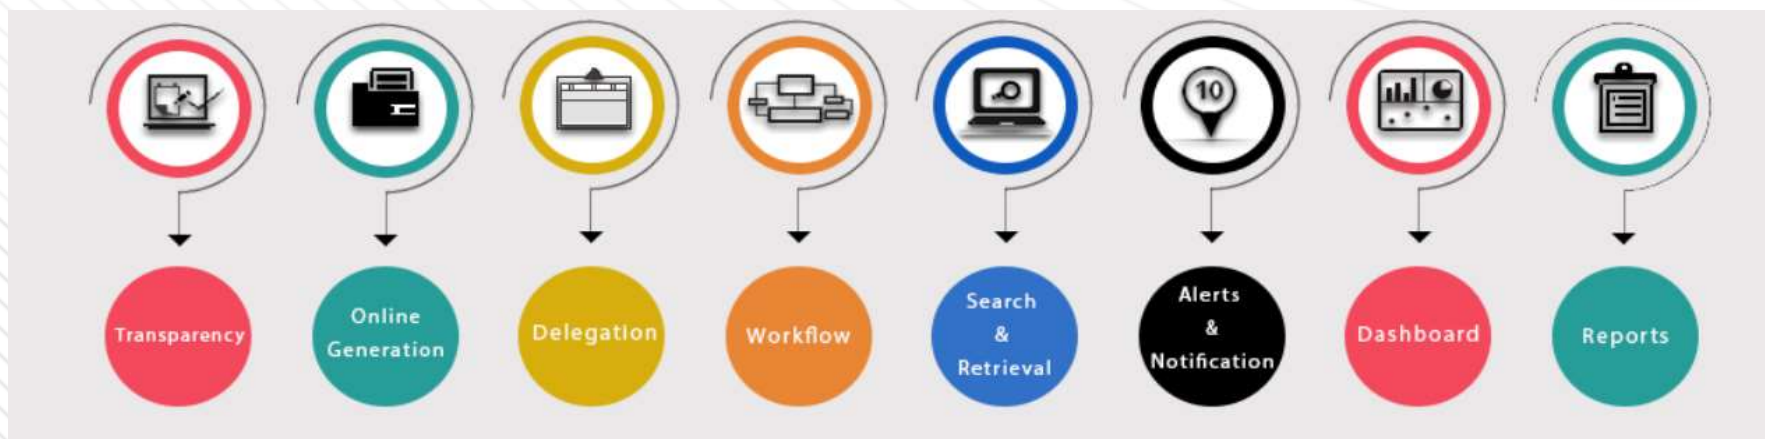 10
Transparency
Online
Generation
Delegation
Workflow
Search
&
Retrieval
Alerts
&
Notification
Dashboard
Reports